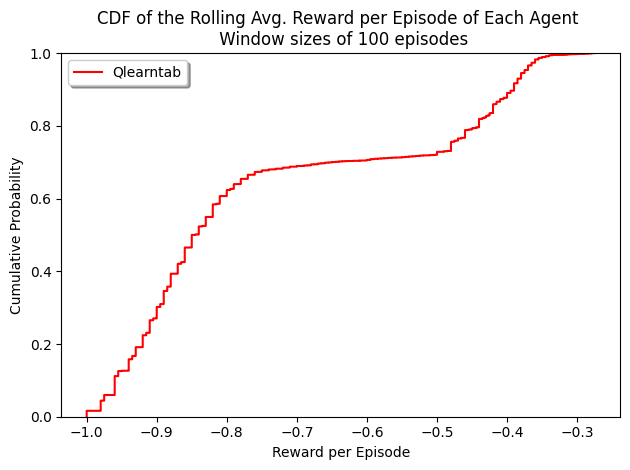 CDF of the Rolling Avg. Reward per Episode of Each Agent
Window sizes of 100 episodes
Qlearntab
Cumulative Probability
1.0
0.8
0.6
0.4
0.2
0.0
−1.0 −0.9 −0.8 −0.7 −0.6 −0.5 −0.4 −0.3
Reward per Episode